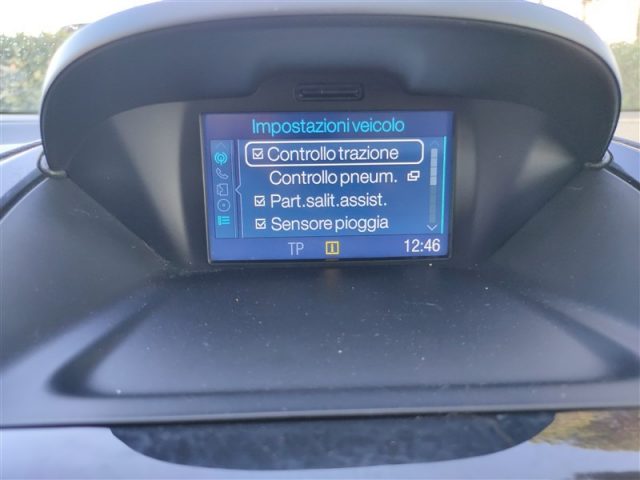 Impostazioni veicolo
Controllo trazione
Controllo pneum.
Part.salit.assist.
Sensore pioggia
TP 12:46